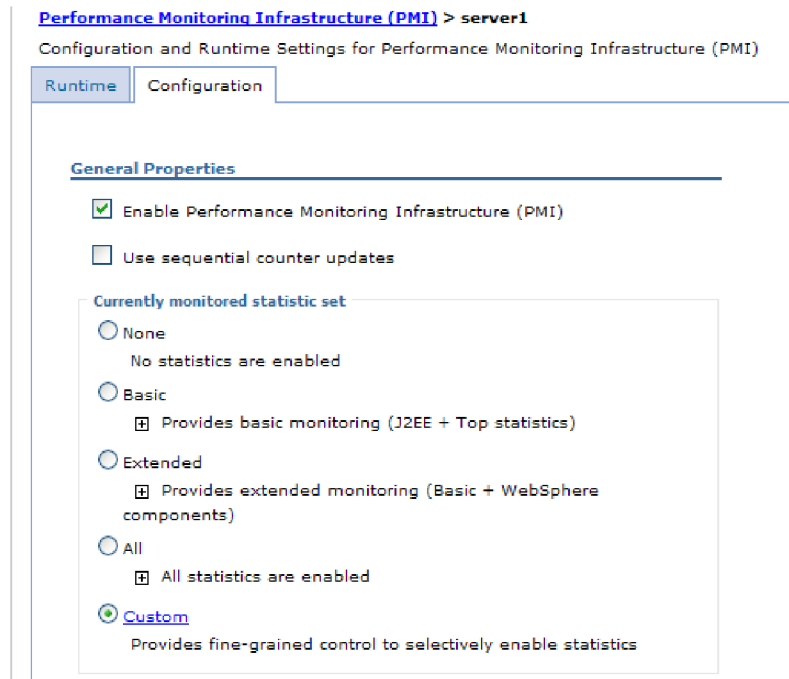 Performance Monitoring Infrastructure (PMI) > server1
Configuration and Runtime Settings for Performance Monitoring Infrastructure (PMI)
Runtime
Configuration
General Properties
Enable Performance Monitoring Infrastructure (PMI)
Use sequential counter updates
Currently monitored statistic set
None
No statistics are enabled
Basic
Provides basic monitoring (J2EE + Top statistics)
Extended
Provides extended monitoring (Basic + WebSphere
components)
All
All statistics are enabled
Custom
Provides fine-grained control to selectively enable statistics